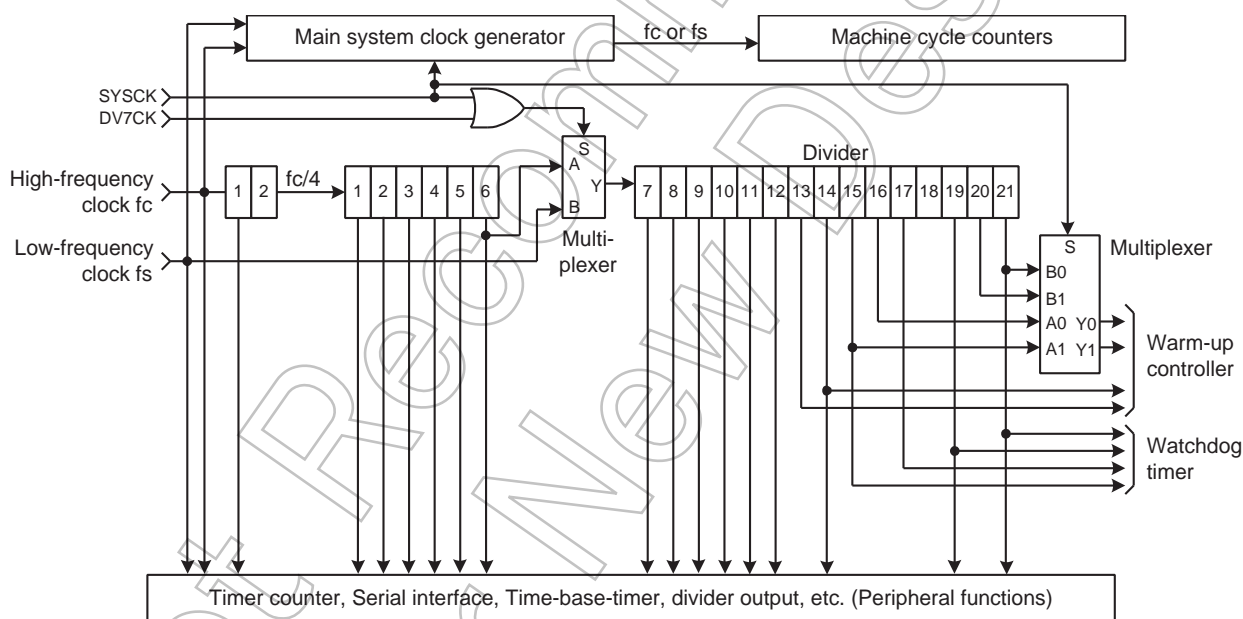 Main system clock generator
fc or fs
Machine cycle counters
SYSCK
DV7CK
S
A
Y
B
Multi-
plexer
Divider
High-frequency
clock fc
1 2
fc/4
1 2 3 4 5 6
7 8 9 10 11 12 13 14 15 16 17 18 19 20 21
Low-frequency
clock fs
Multiplexer
S
B0
B1
A0 Y0
A1 Y1
Warm-up
controller
Watchdog
timer
Timer counter, Serial interface, Time-base-timer, divider output, etc. (Peripheral functions)